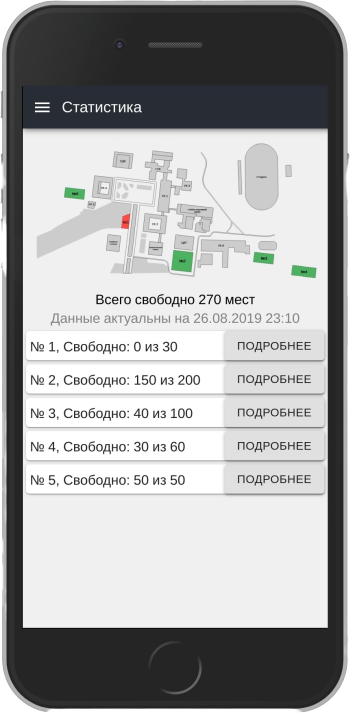 Статистика
Всего свободно 270 мест
Данные актуальны на 26.08.2019 23:10
№ 1, Свободно: 0 из 30 ПОДРОБНЕЕ
№ 2, Свободно: 150 из 200 ПОДРОБНЕЕ
№ 3, Свободно: 40 из 100 ПОДРОБНЕЕ
№ 4, Свободно: 30 из 60 ПОДРОБНЕЕ
№ 5, Свободно: 50 из 50 ПОДРОБНЕЕ